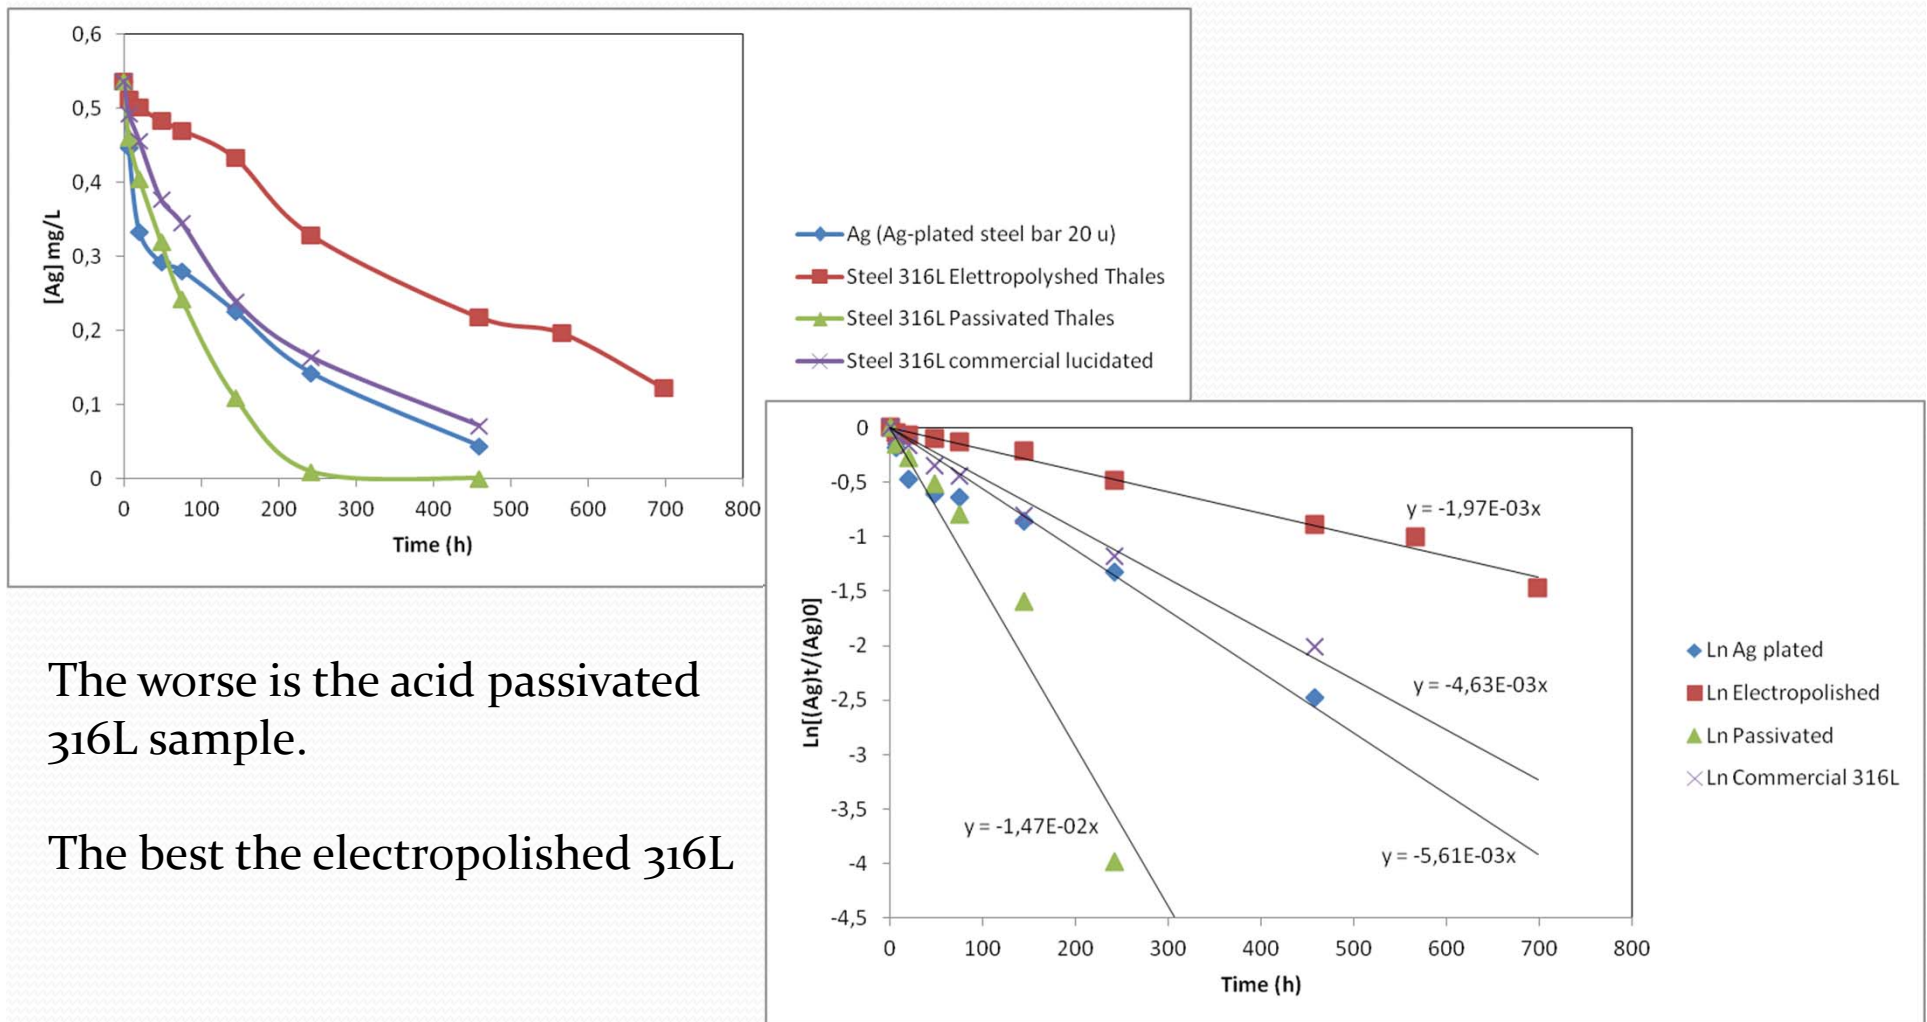 0,6
0,5
0,4
0,3
0,2
0,1
0
[Ag] mg/L
0 100 200 300 400 500 600 700 800
Time (h)
Ag (Ag-plated steel bar 20 u)
Steel 316L Elettropolyshed Thales
Steel 316L Passivated Thales
Steel 316L commercial lucidated
0
-0,5
-1
-1,5
-2
-2,5
-3
-3,5
-4
-4,5
Ln[(Ag)t/(Ag)0]
y = -1,97E-03x
y = -4,63E-03x
y = -1,47E-02x
y = -5,61E-03x
0 100 200 300 400 500 600 700 800
Time (h)
Ln Ag plated
Ln Electropolished
Ln Passivated
Ln Commercial 316L
The worse is the acid passivated
316L sample.
The best the electropolished 316L